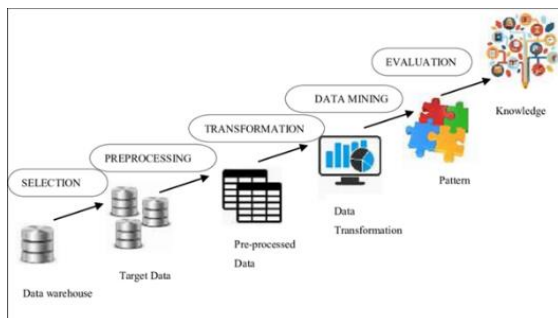 EVALUATION
Knowledge
DATA MINING
TRANSFORMATION
Pattern
PREPROCESSING
Data
Transformation
SELECTION
Pre-processed
Data
Target Data
Data warehouse